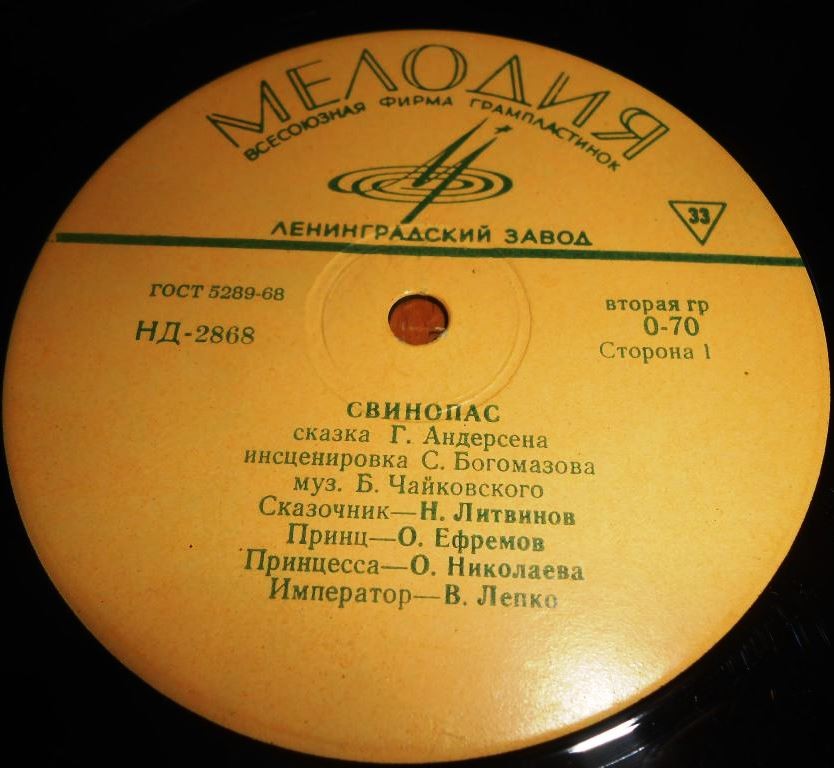 МЕЛОДИЯ
ВСЕСОЮЗНАЯ ФИРМА ГРАМПЛАСТИНОК
33
ЛЕНИНГРАДСКИЙ ЗАВОД
ГОСТ 5289-68
вторая гр
НД-2868
0-70
Сторона 1
СВИНОПАС
сказка Г. Андерсена
инсценировка С. Богомазова
муз. Б. Чайковского
Сказочник—Н. Литвинов
Принц—О. Ефремов
Принцесса—О. Николаева
Император—В. Лепко